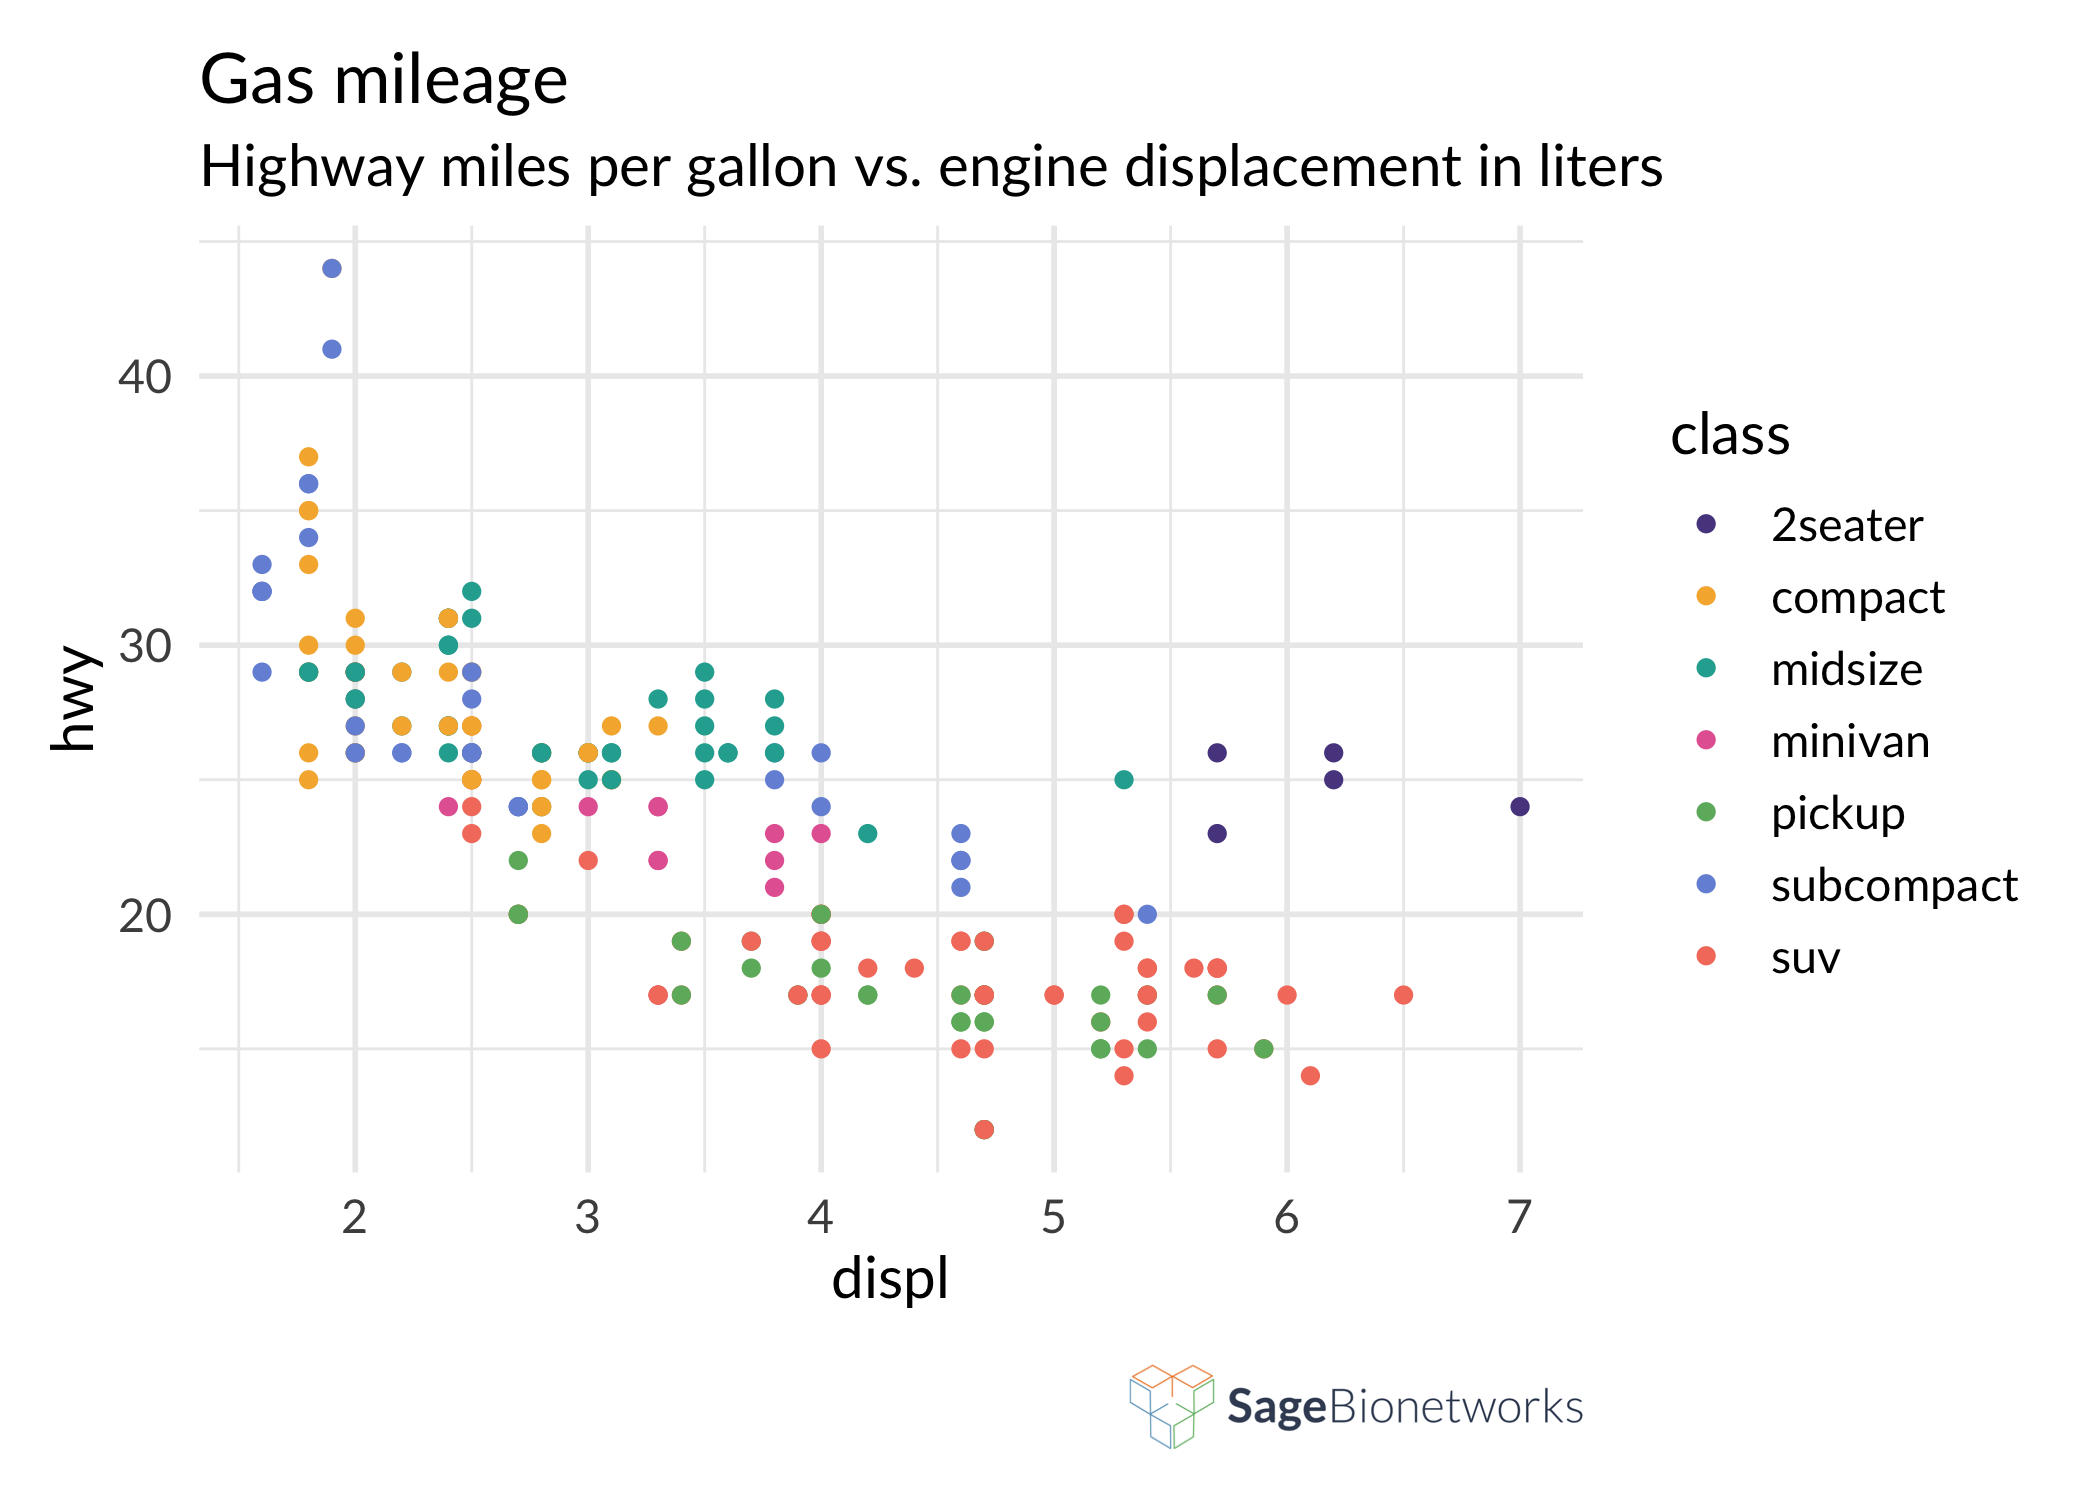 Gas mileage
Highway miles per gallon vs. engine displacement in liters
hwy
40
30
20
2 3 4 5 6 7
displ
class
2seater
compact
midsize
minivan
pickup
subcompact
suv
SageBionetworks